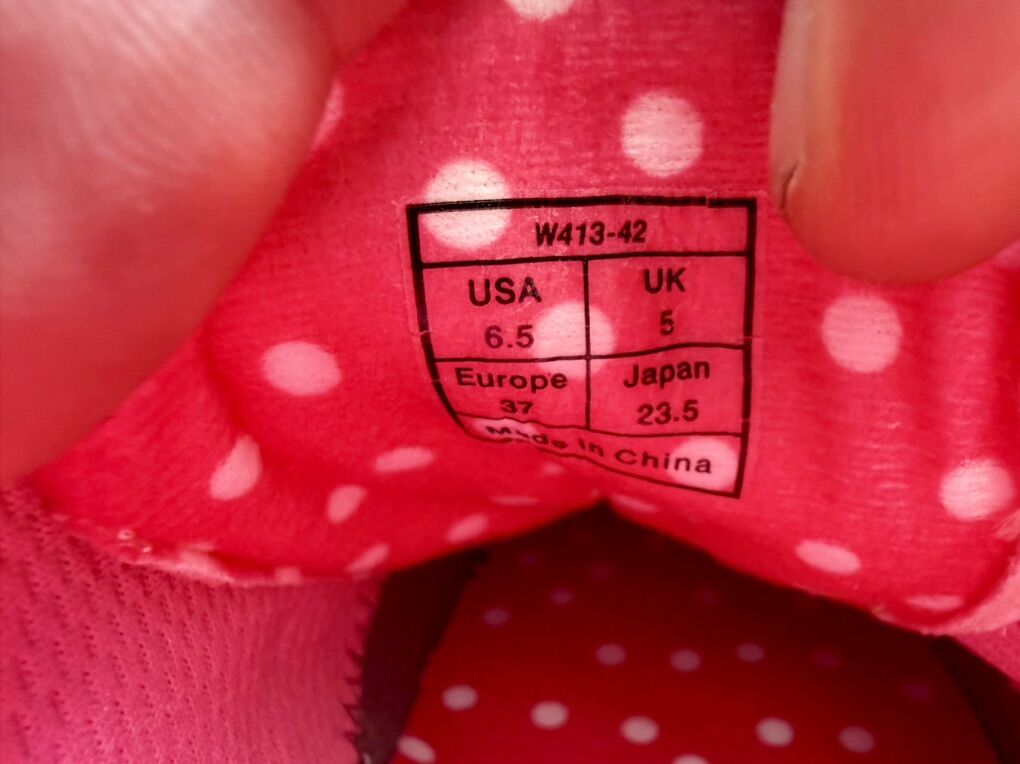 W413-42
USA UK
6.5 5
Europe Japan
37 23.5
Made in China